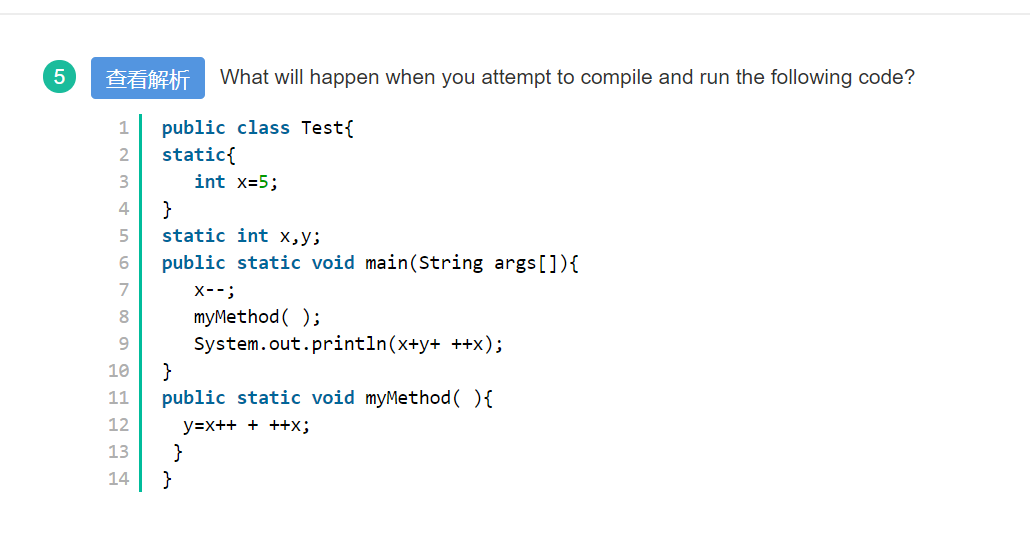 5 查看解析 What will happen when you attempt to compile and run the following code?
1 public class Test{
2 static{
3    int x=5;
4 }
5 static int x,y;
6 public static void main(String args[]){
7    x--;
8    myMethod( );
9    System.out.println(x+y+ ++x);
10 }
11 public static void myMethod( ){
12   y=x++ + ++x;
13  }
14 }